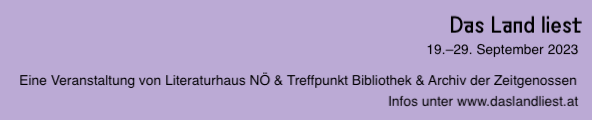 Das Land liest
19.–29. September 2023
Eine Veranstaltung von Literaturhaus NÖ & Treffpunkt Bibliothek & Archiv der Zeitgenossen
Infos unter www.daslandliest.at